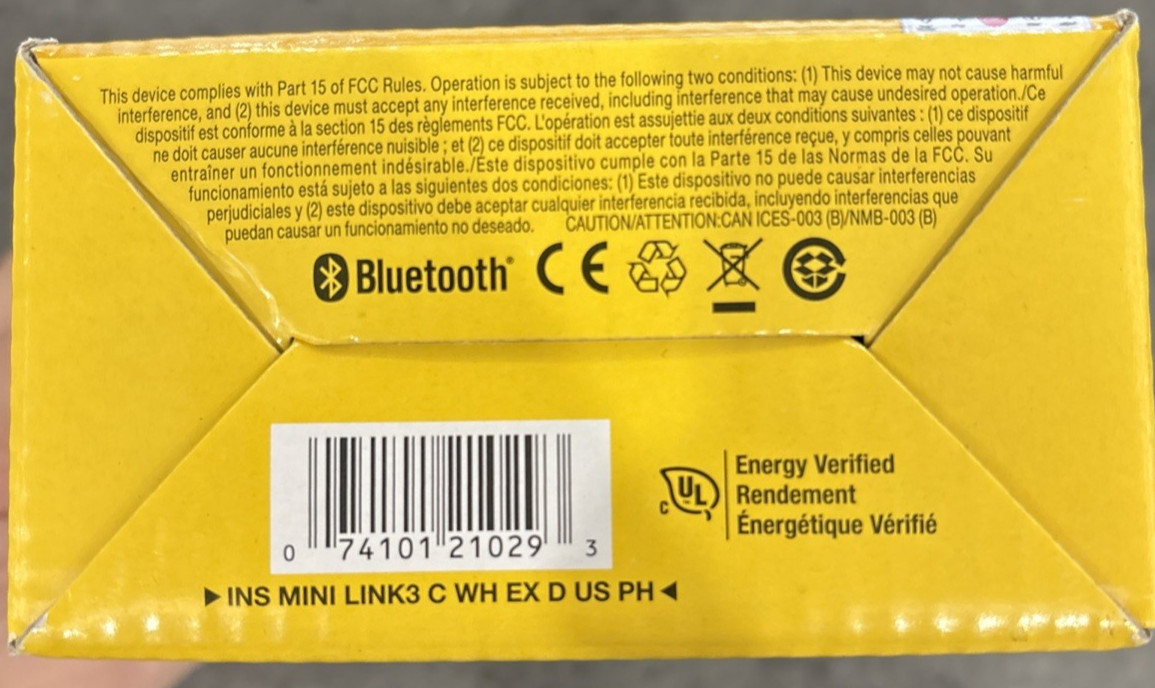 This device complies with Part 15 of FCC Rules. Operation is subject to the following two conditions: (1) This device may not cause harmful
interference, and (2) this device must accept any interference received, including interference that may cause undesired operation./Ce
dispositif est conforme à la section 15 des règlements FCC. L'opération est assujettie aux deux conditions suivantes : (1) ce dispositif
ne doit causer aucune interférence nuisible ; et (2) ce dispositif doit accepter toute interférence reçue, y compris celles pouvant
entraîner un fonctionnement indésirable./Este dispositivo cumple con la Parte 15 de las Normas de la FCC. Su
funcionamiento está sujeto a las siguientes dos condiciones: (1) Este dispositivo no puede causar interferencias
perjudiciales y (2) este dispositivo debe aceptar cualquier interferencia recibida, incluyendo interferencias que
puedan causar un funcionamiento no deseado. CAUTION/ATTENTION:CAN ICES-003 (B)/NMB-003 (B)
Bluetooth® CE
0 74101 21029 3
C UL Energy Verified
Rendement
Énergétique Vérifié
▶INS MINI LINK3 C WH EX D US PH◀